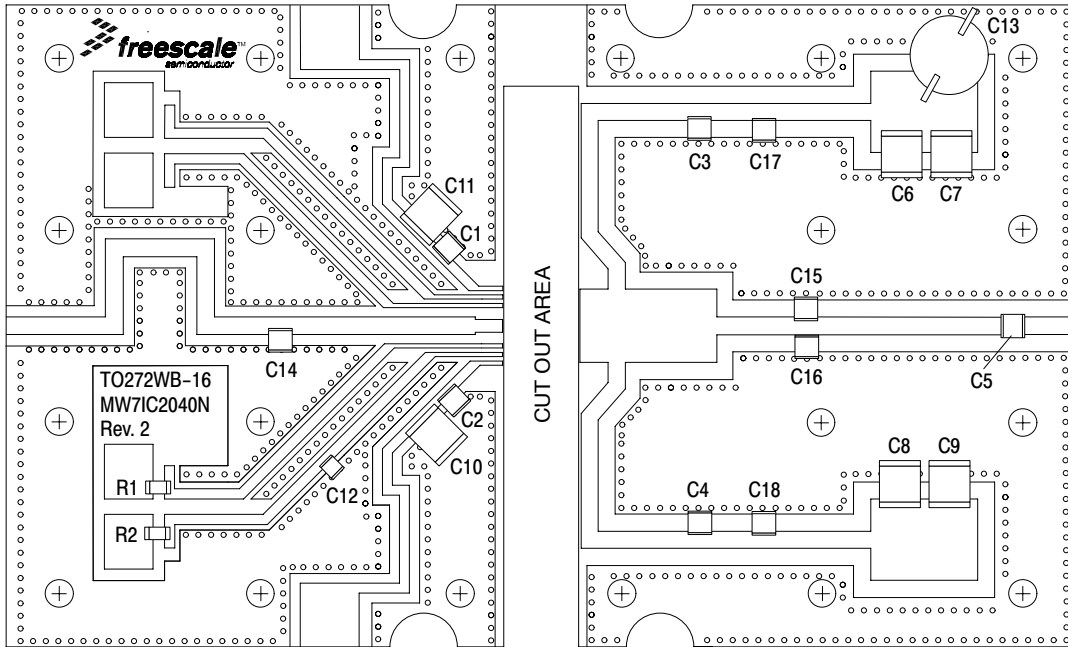 freescale™
semiconductor
C13
C3
C17
C6
C7
C11
C1
CUT OUT AREA
C15
C14
C16
C5
TO272WB-16
MW7IC2040N
Rev. 2
C2
C10
C8
C9
R1
C12
C4
C18
R2